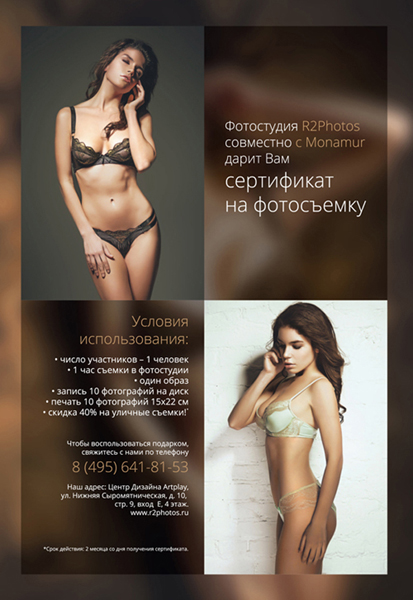 Фотостудия R2Photos
совместно с Monamur
дарит Вам
сертификат
на фотосъемку
Условия
использования:
• число участников – 1 человек
• 1 час съемки в фотостудии
• один образ
• запись 10 фотографий на диск
• печать 10 фотографий 15х22 см
• скидка 40% на уличные съемки!*
Чтобы воспользоваться подарком,
свяжитесь с нами по телефону
8 (495) 641-81-53
Наш адрес: Центр Дизайна Artplay,
ул. Нижняя Сыромятническая, д. 10,
стр. 9, вход Е, 4 этаж.
www.r2photos.ru
*Срок действия: 2 месяца со дня получения сертификата.